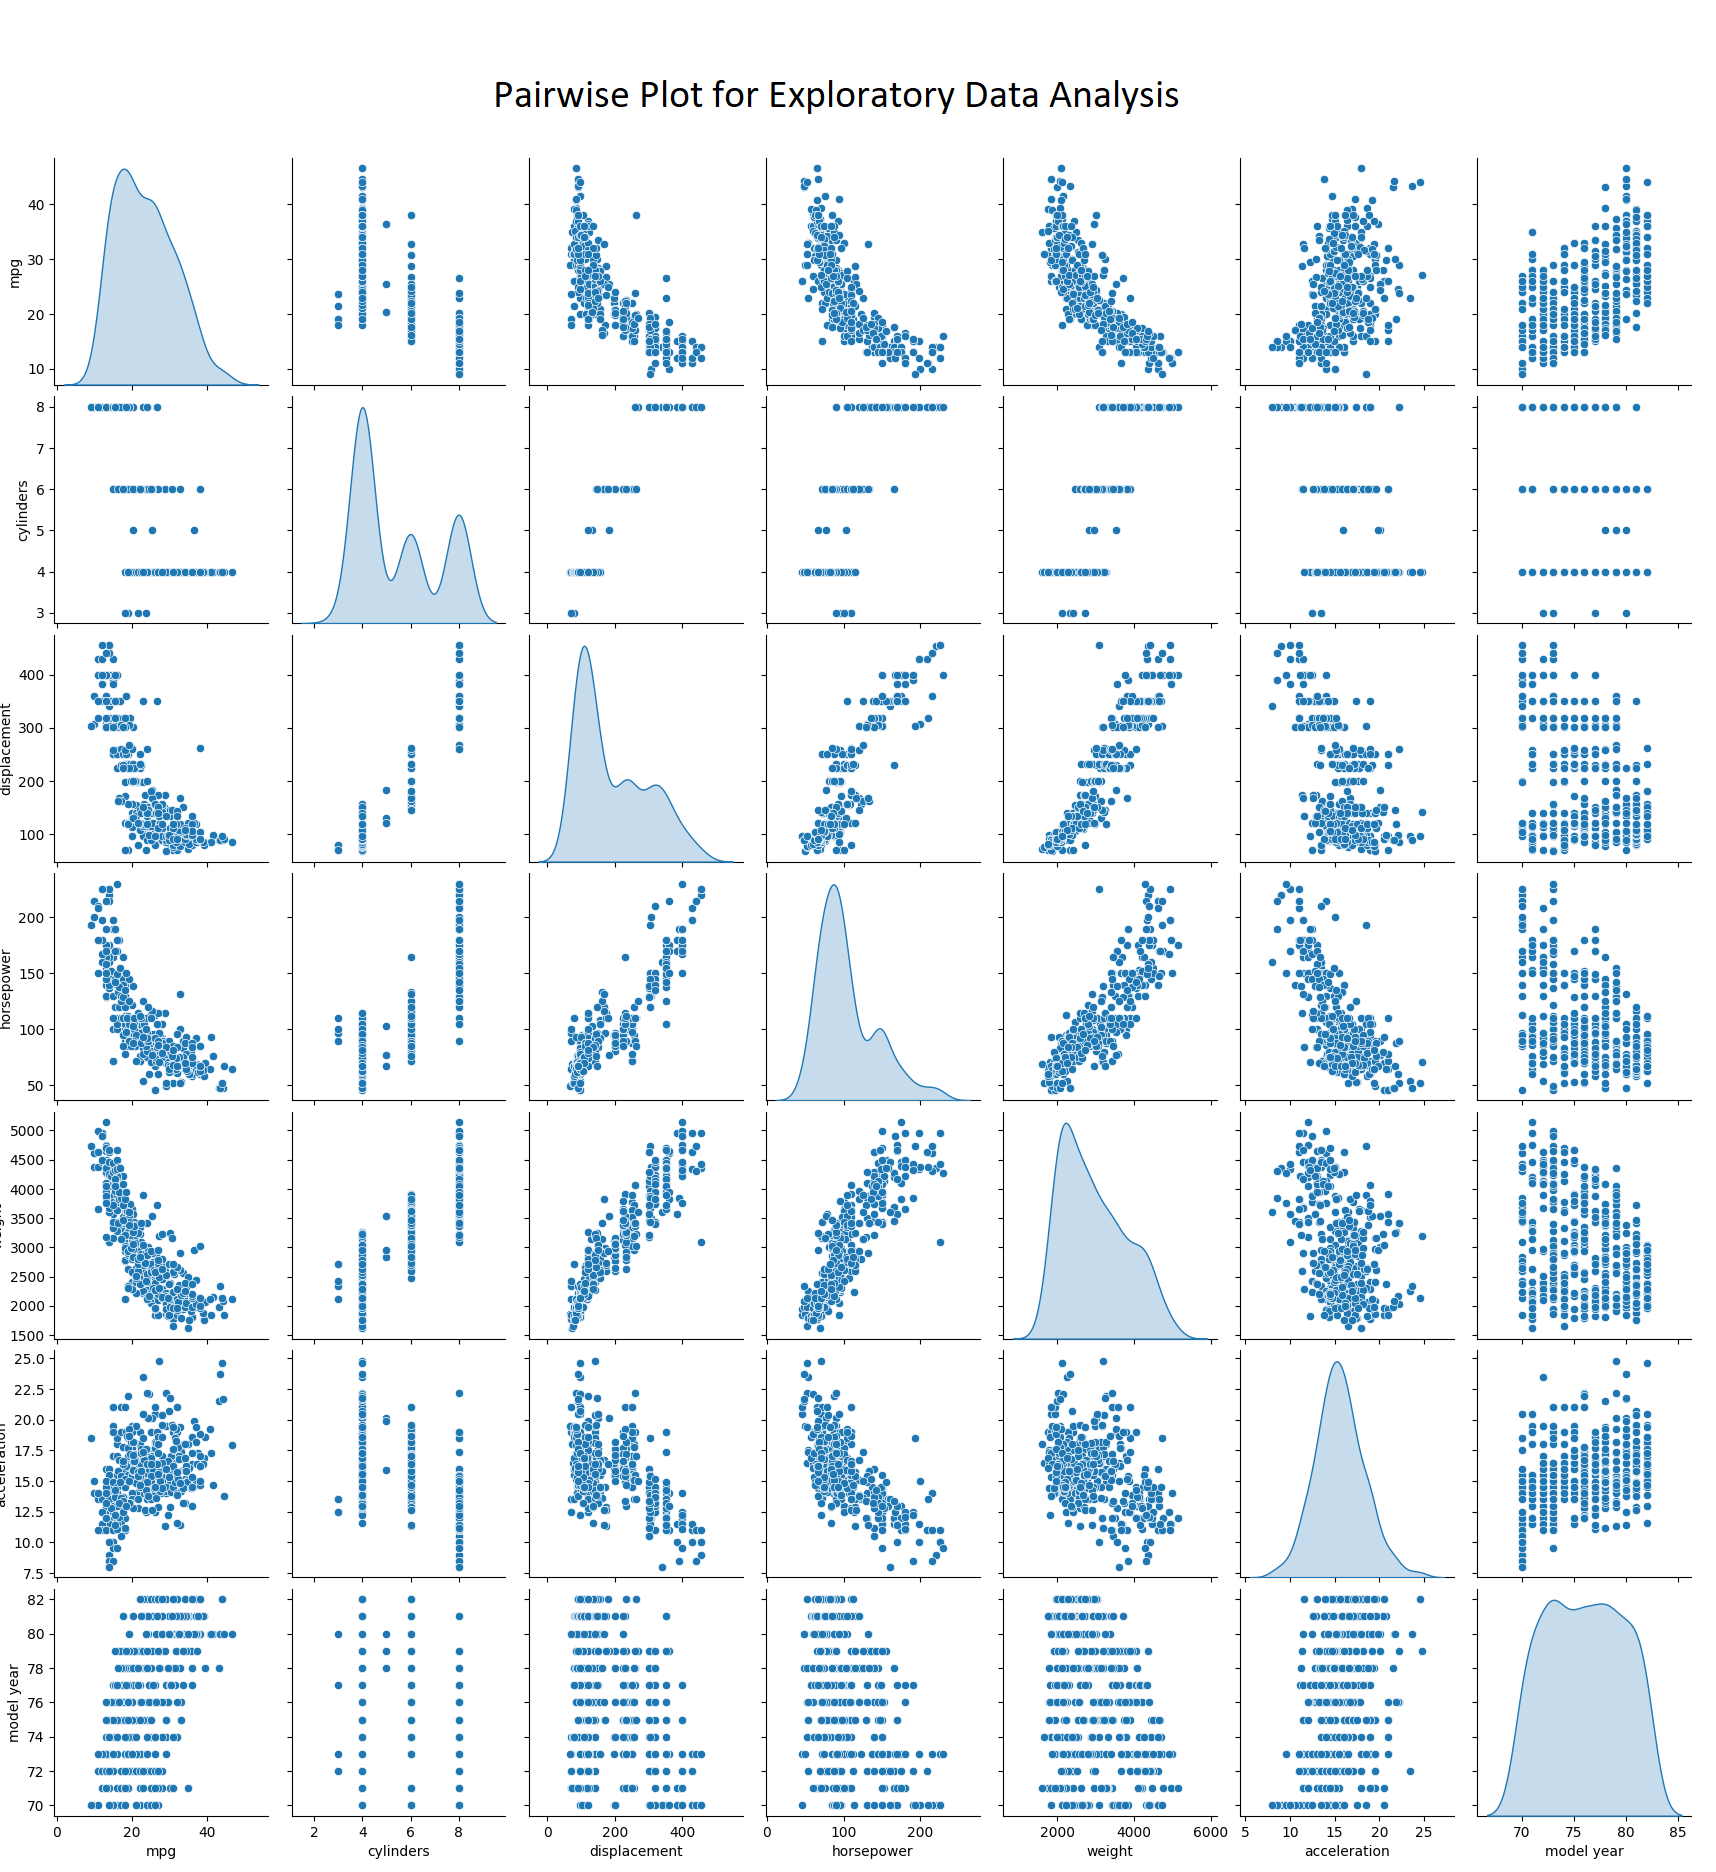 Pairwise Plot for Exploratory Data Analysis
40
30
20
10
mpg
8
7
6
5
4
3
cylinders
400
300
200
100
displacement
200
150
100
50
horsepower
5000
4500
4000
3500
3000
2500
2000
1500
25.0
22.5
20.0
17.5
15.0
12.5
10.0
7.5
acceleration
82
80
78
76
74
72
70
model year
0 20 40
2 4 6 8
0 200 400
0 100 200
2000 4000 6000
5 10 15 20 25
70 75 80 85
mpg cylinders displacement horsepower weight acceleration model year